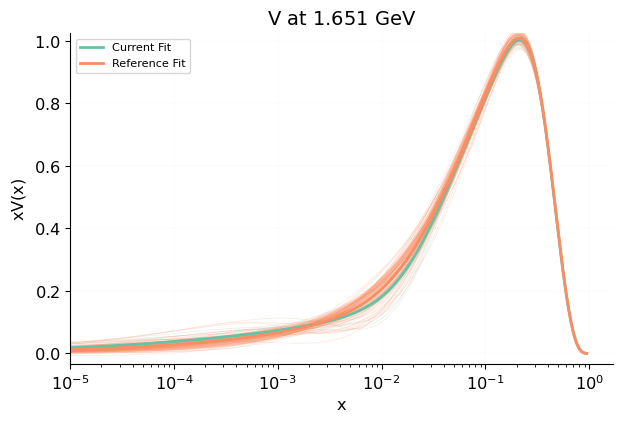 V at 1.651 GeV
Current Fit
Reference Fit
xV(x)
1.0
0.8
0.6
0.4
0.2
0.0
10⁻⁵ 10⁻⁴ 10⁻³ 10⁻² 10⁻¹ 10⁰
x